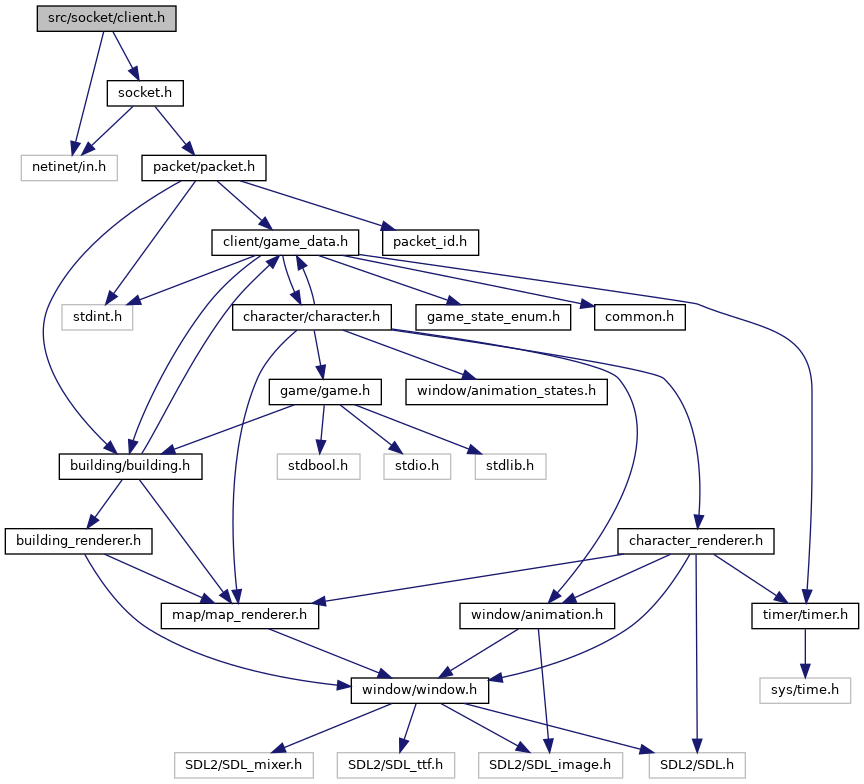 src/socket/client.h
socket.h
netinet/in.h
packet/packet.h
client/game_data.h
packet_id.h
stdint.h
character/character.h
game_state_enum.h
common.h
game/game.h
window/animation_states.h
building/building.h
stdbool.h
stdio.h
stdlib.h
building_renderer.h
character_renderer.h
map/map_renderer.h
window/animation.h
timer/timer.h
window/window.h
sys/time.h
SDL2/SDL_mixer.h
SDL2/SDL_ttf.h
SDL2/SDL_image.h
SDL2/SDL.h